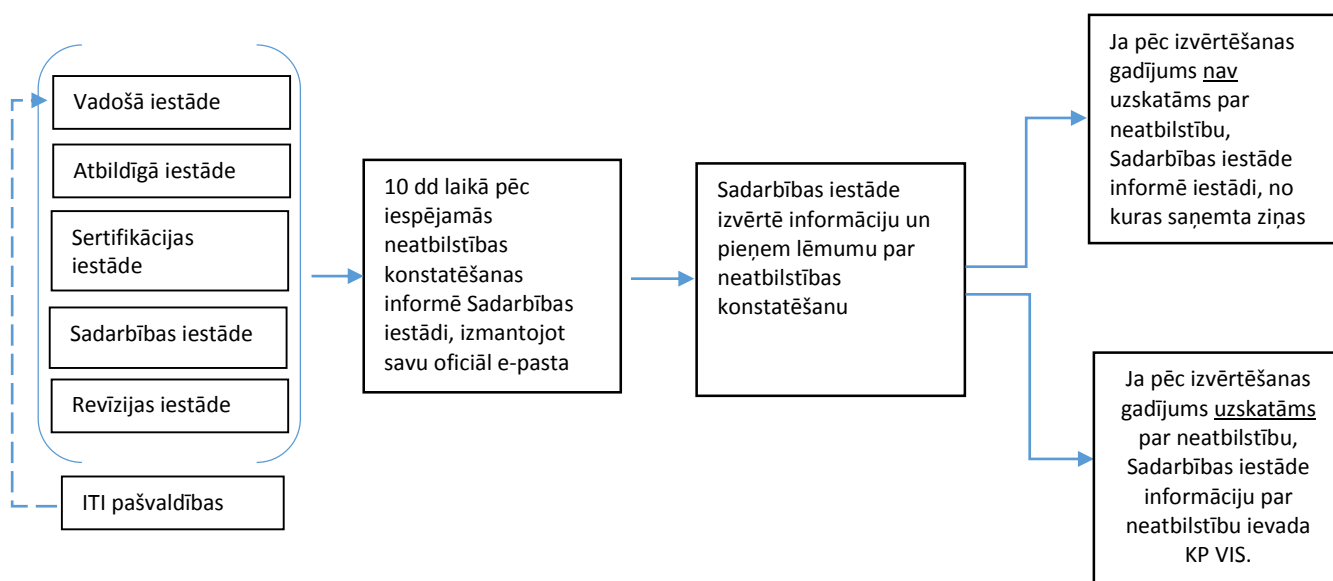 Vadošā iestāde
Atbildīgā iestāde
Sertifikācijas
iestāde
Sadarbības iestāde
Revīzijas iestāde
ITI pašvaldības
10 dd laikā pēc
iespējamās
neatbilstības
konstatēšanas
informē Sadarbības
iestādi, izmantojot
savu oficiāl e-pasta
Sadarbības iestāde
izvērtē informāciju un
pieņem lēmumu par
neatbilstības
konstatēšanu
Ja pēc izvērtēšanas
gadījums nav
uzskatāms par
neatbilstību,
Sadarbības iestāde
informē iestādi, no
kuras saņemta ziņas
Ja pēc izvērtēšanas
gadījums uzskatāms
par neatbilstību,
Sadarbības iestāde
informāciju par
neatbilstību ievada
KP VIS.